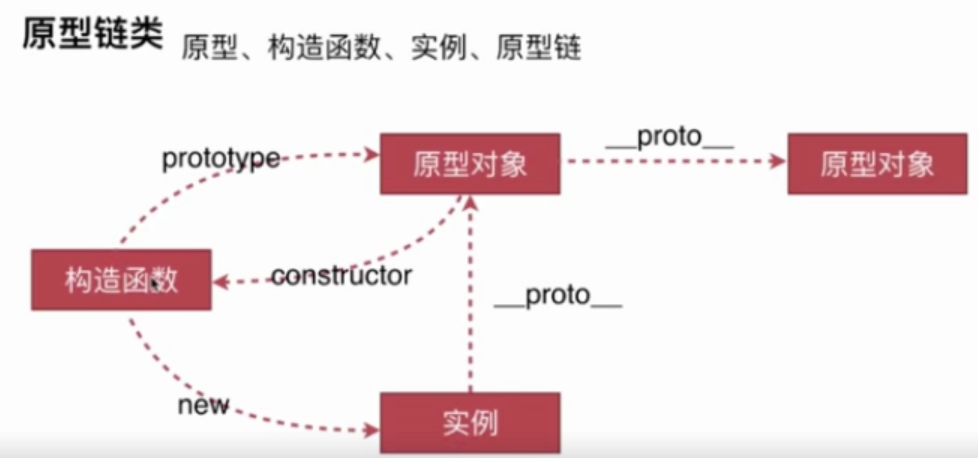 原型链类
原型、构造函数、实例、原型链
prototype
原型对象
__proto__
原型对象
构造函数
constructor
__proto__
new
实例